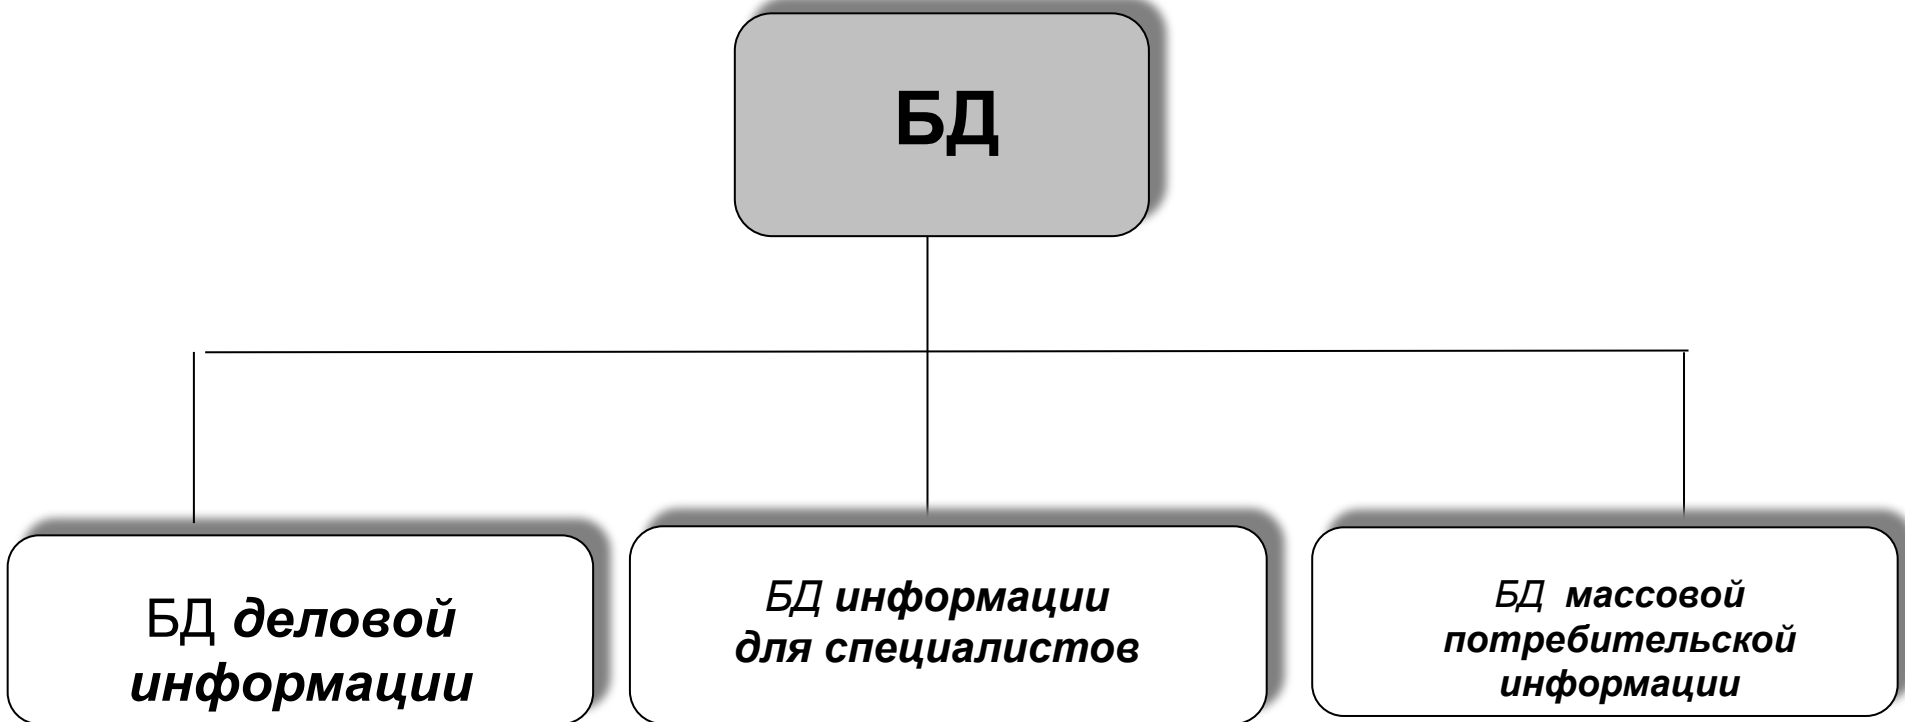 БД
БД деловой
информации
БД информации
для специалистов
БД массовой
потребительской
информации